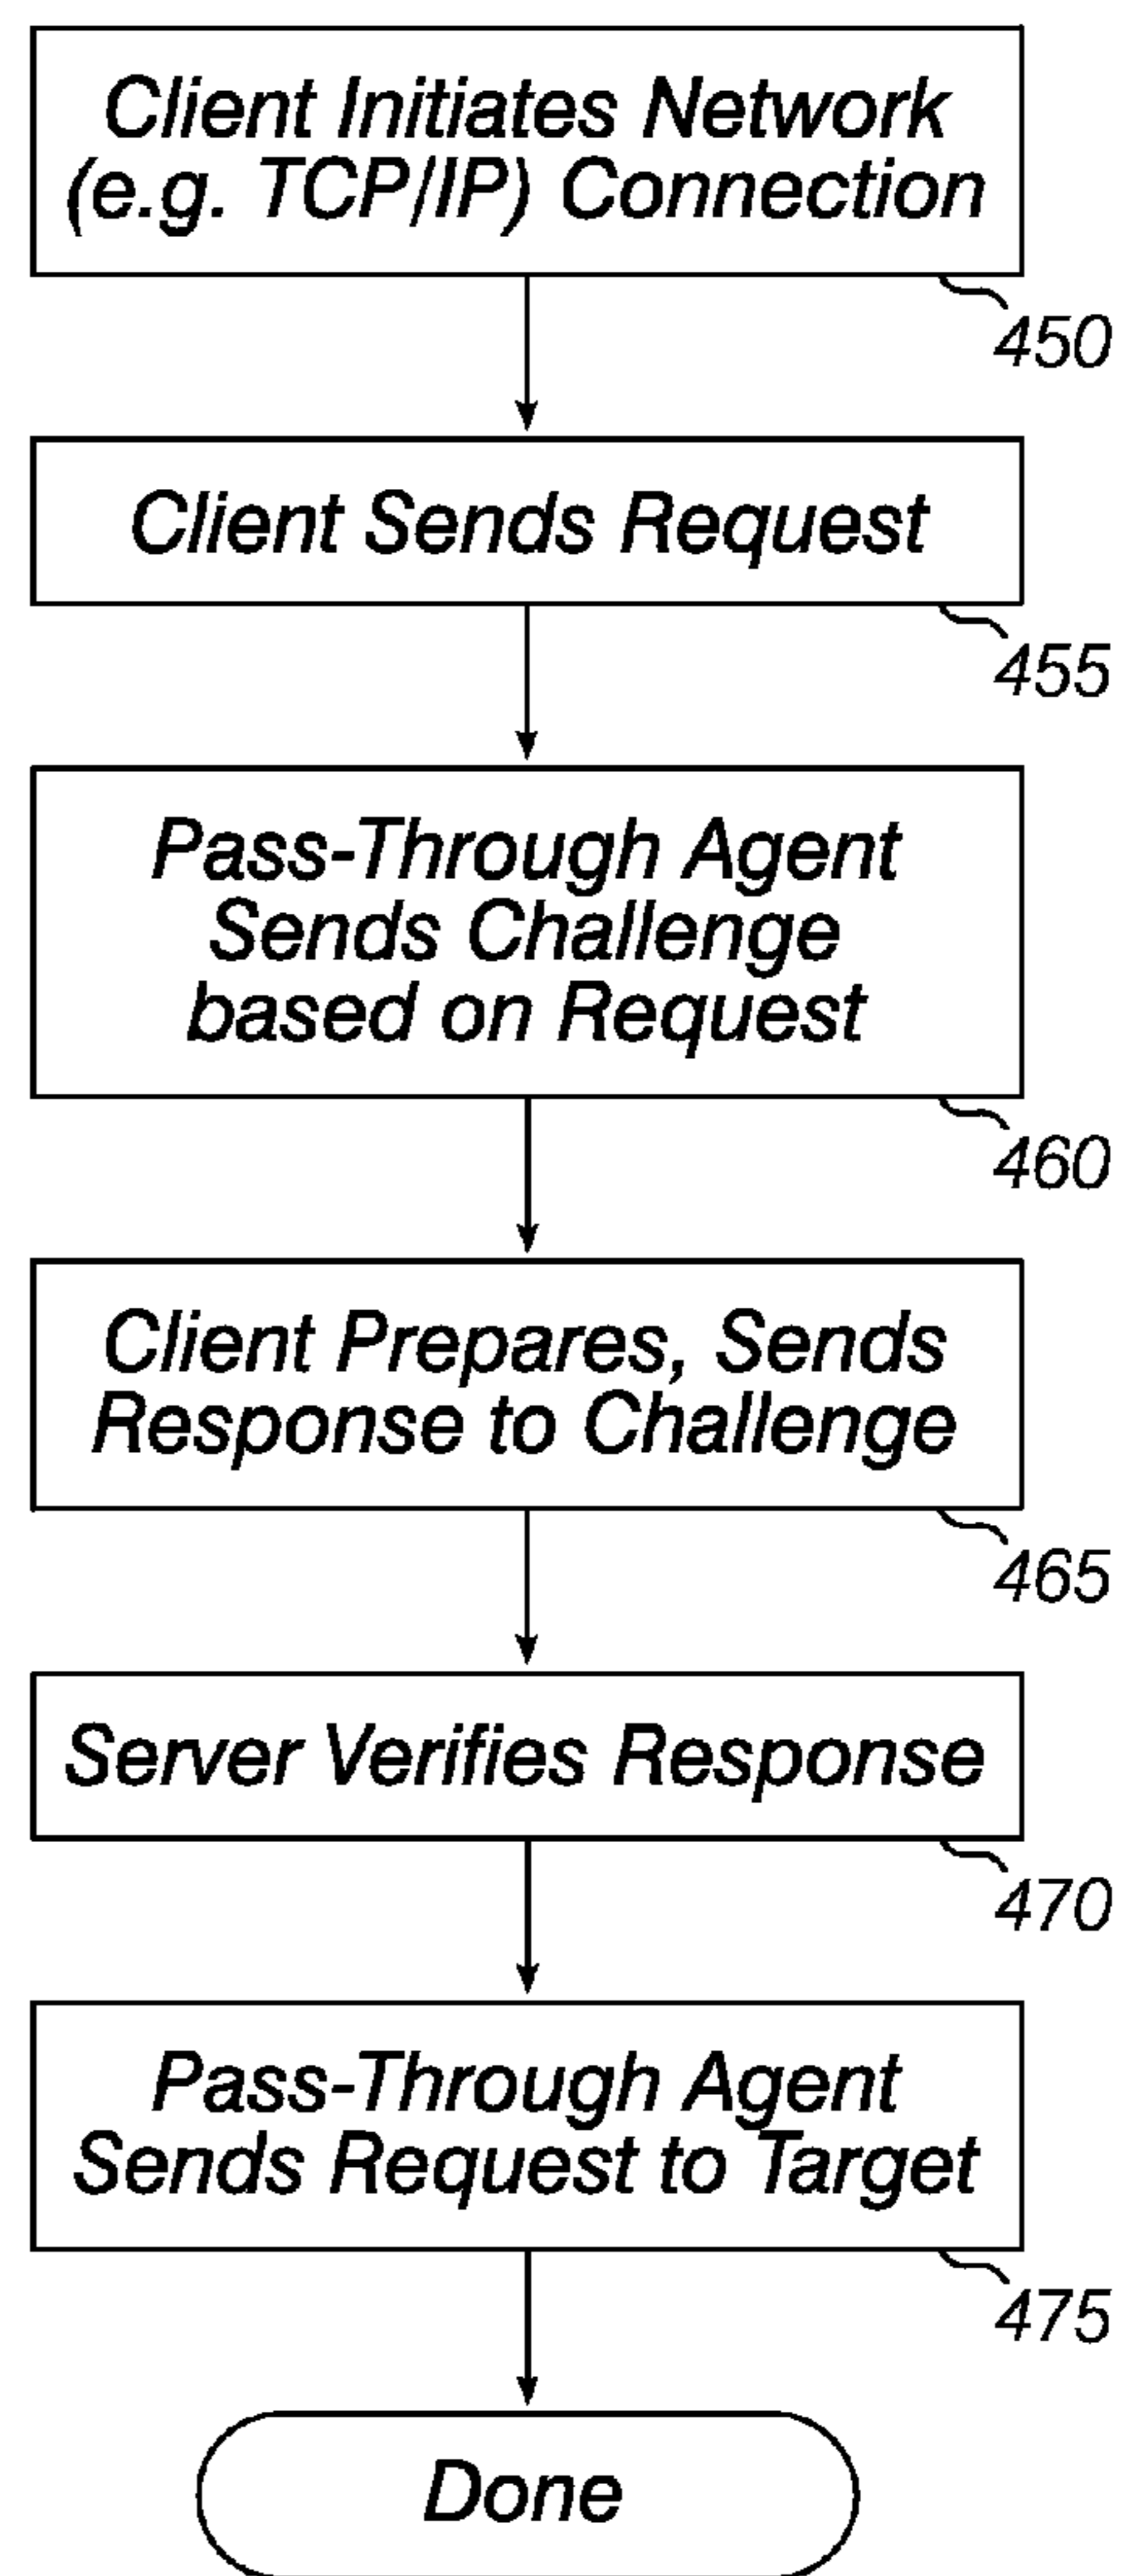 Client Initiates Network
(e.g. TCP/IP) Connection
450
Client Sends Request
455
Pass-Through Agent
Sends Challenge
based on Request
460
Client Prepares, Sends
Response to Challenge
465
Server Verifies Response
470
Pass-Through Agent
Sends Request to Target
475
Done